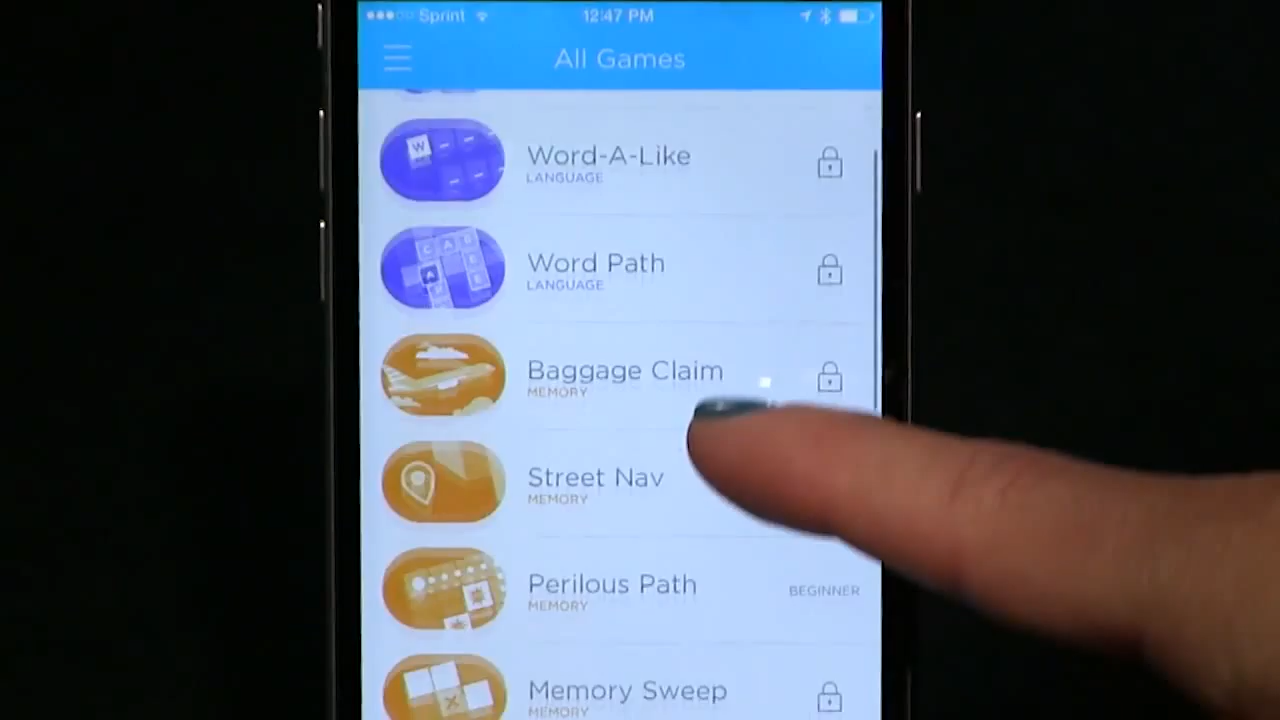 Sprint 12:47 PM
All Games
W
Word-A-Like
LANGUAGE
C A
A
Word Path
LANGUAGE
Baggage Claim
MEMORY
Street Nav
MEMORY
Perilous Path
MEMORY
BEGINNER
Memory Sweep
MEMORY